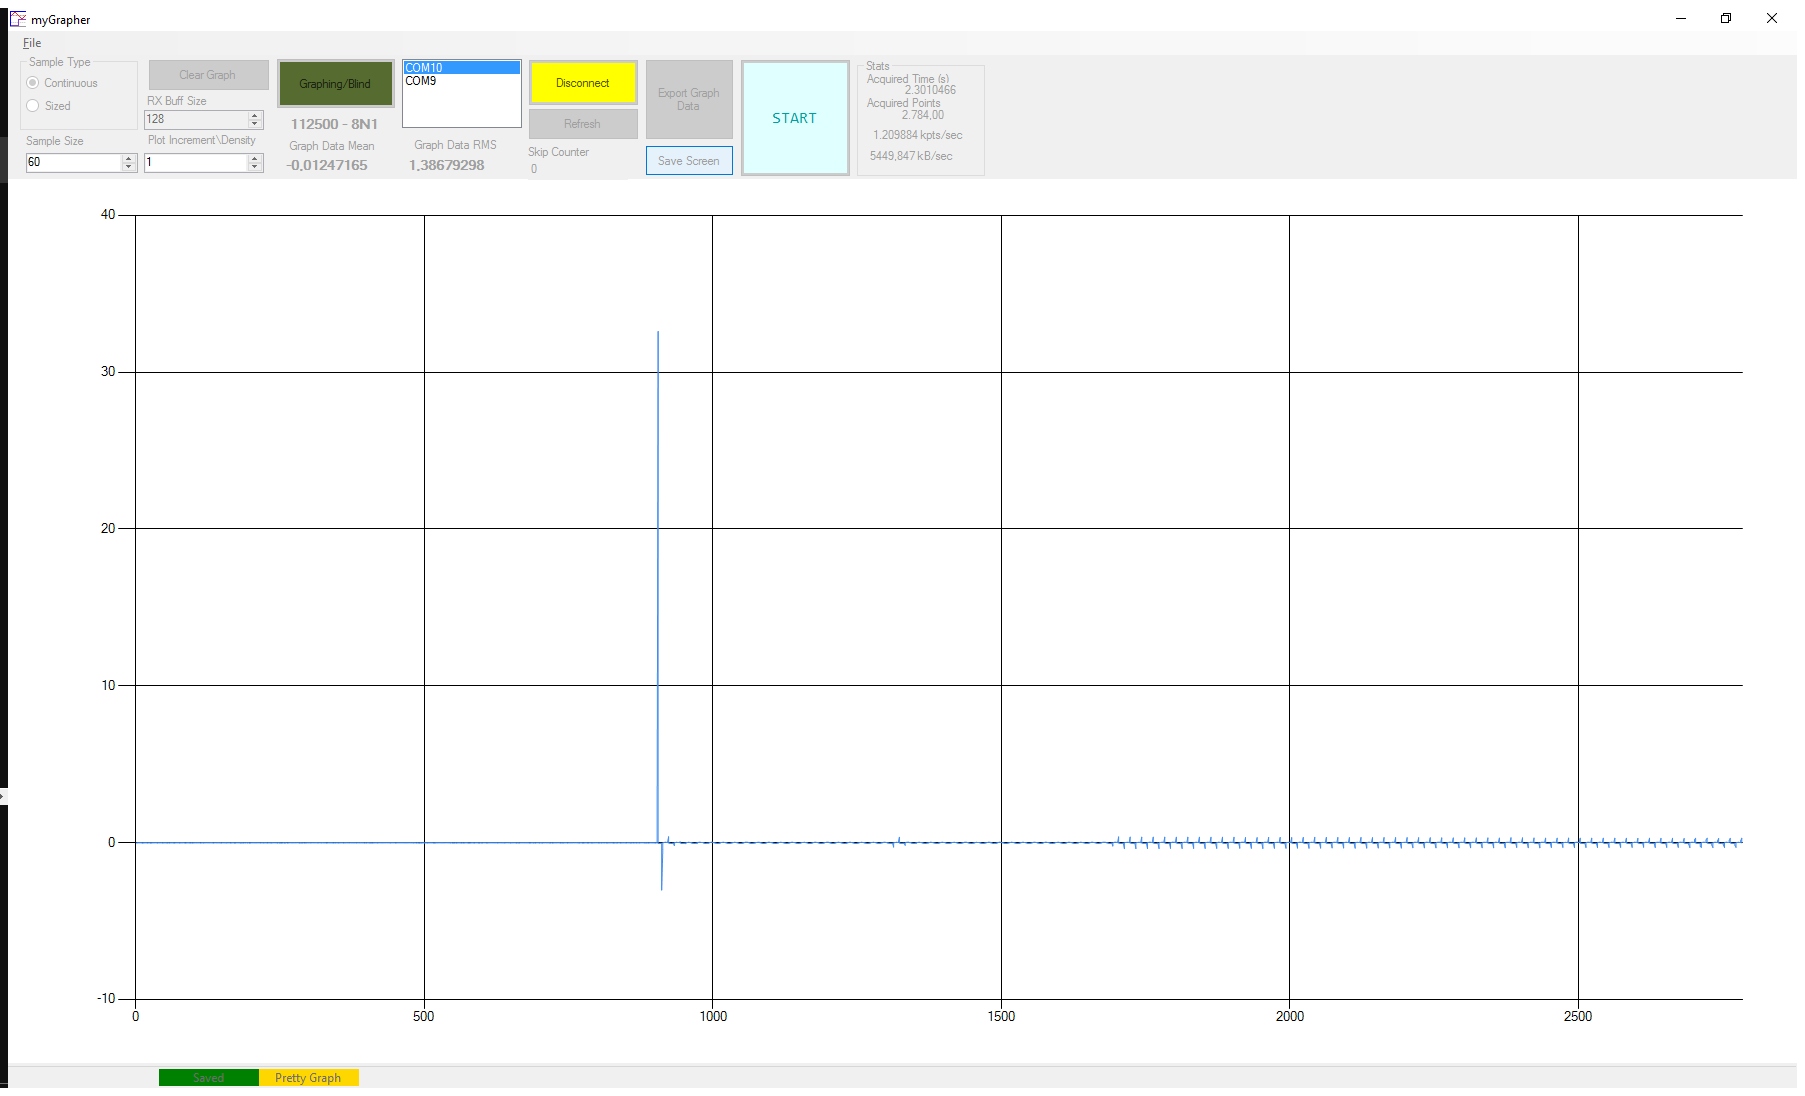 myGrapher
File
Sample Type
Continuous
Sized
Sample Size
60
Clear Graph
RX Buff Size
128
Plot Increment\Density
1
Graphing/Blind
112500 - 8N1
Graph Data Mean
-0,01247165
COM10
COM9
Graph Data RMS
1,38679298
Disconnect
Refresh
Skip Counter
0
Export Graph
Data
Save Screen
START
Stats
Acquired Time (s)
2.3010466
Acquired Points
2.784,00
1.209884 kpts/sec
5449,847 kB/sec
40
30
20
10
0
-10
0 500 1000 1500 2000 2500
Saved
Pretty Graph